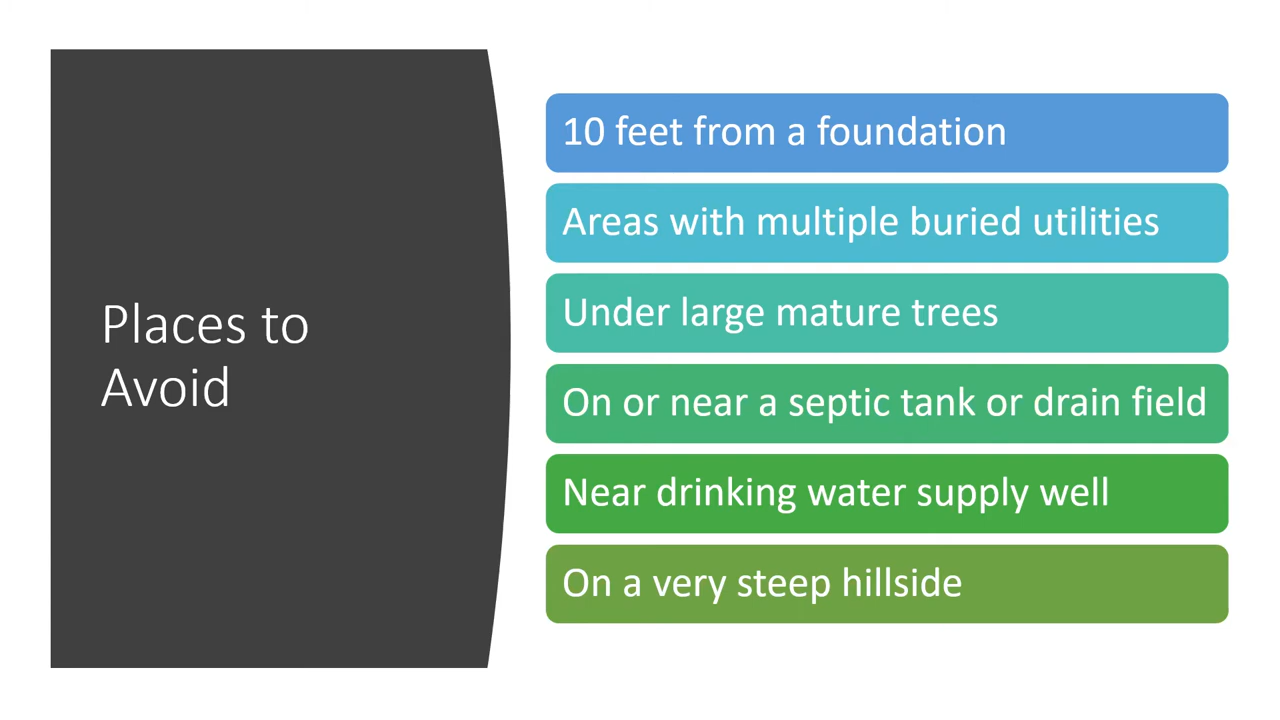 Places to
Avoid
10 feet from a foundation
Areas with multiple buried utilities
Under large mature trees
On or near a septic tank or drain field
Near drinking water supply well
On a very steep hillside